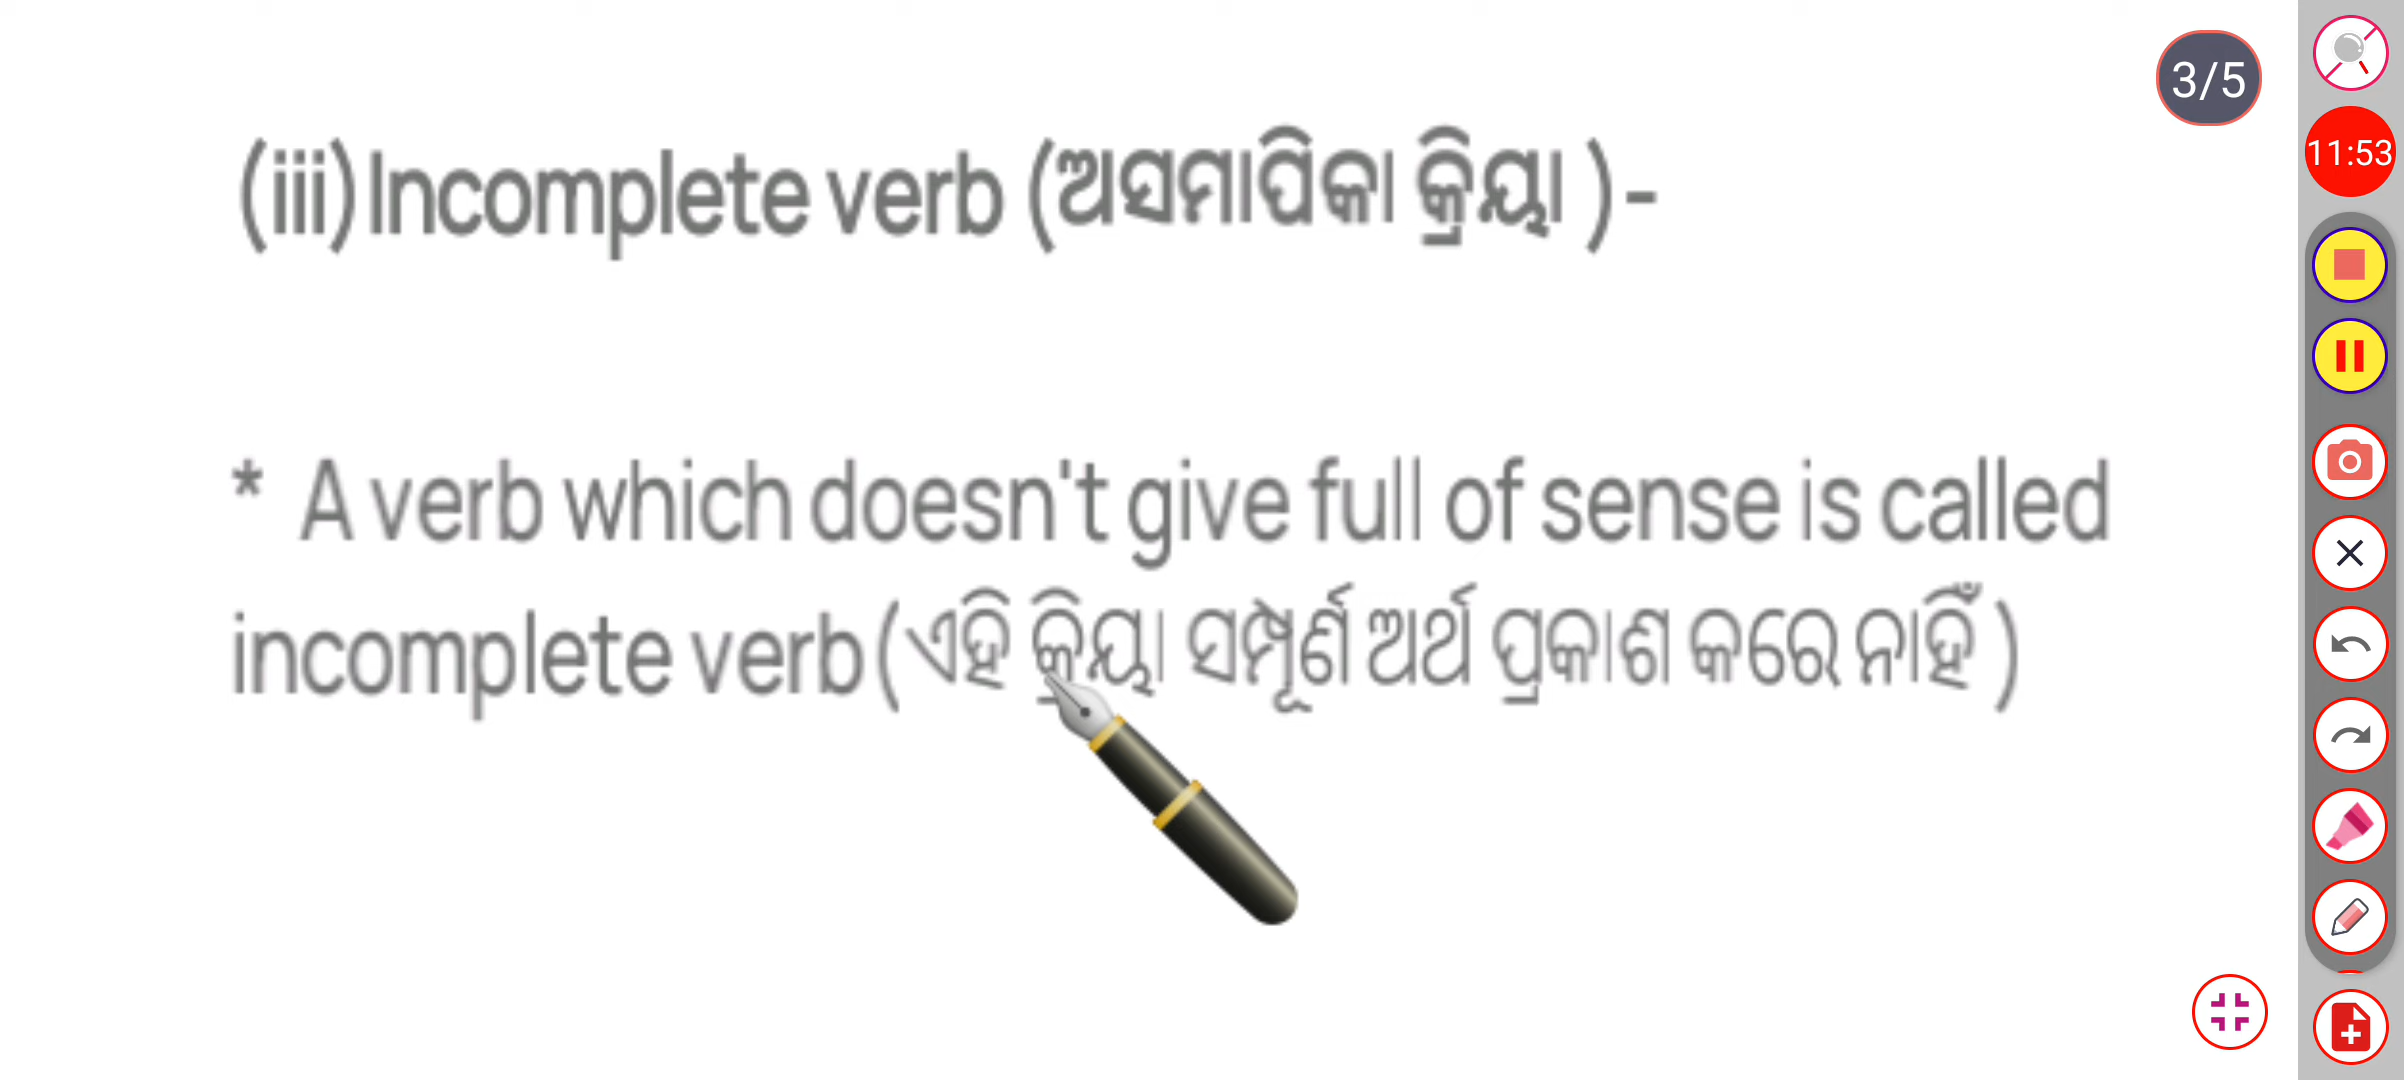 3/5
11:53
(iii) Incomplete verb (ଅସମାପିକା କ୍ରିୟା ) -
* A verb which doesn't give full of sense is called
incomplete verb (ଏହି କ୍ରିୟା ସମ୍ପୂର୍ଣ ଅର୍ଥ ପ୍ରକାଶ କରେ ନାହିଁ )